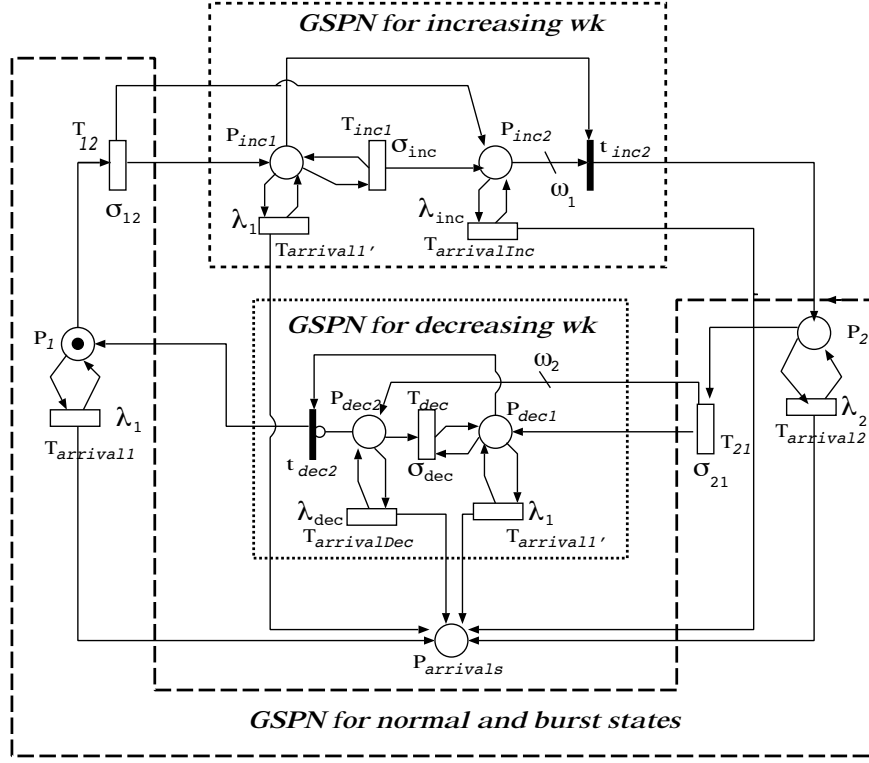 GSPN for increasing wk
T12
Pinc1
Tinc1
σinc
Pinc2
tinc2
ω1
σ12
λ1
Tarrival1'
λinc
TarrivalInc
GSPN for decreasing wk
P1
P2
ω2
Pdec2
Tdec
Pdec1
λ1
Tarrival1
λ2
Tarrival2
tdec2
σdec
T21
σ21
λdec
TarrivalDec
λ1
Tarrival1'
Parrivals
GSPN for normal and burst states